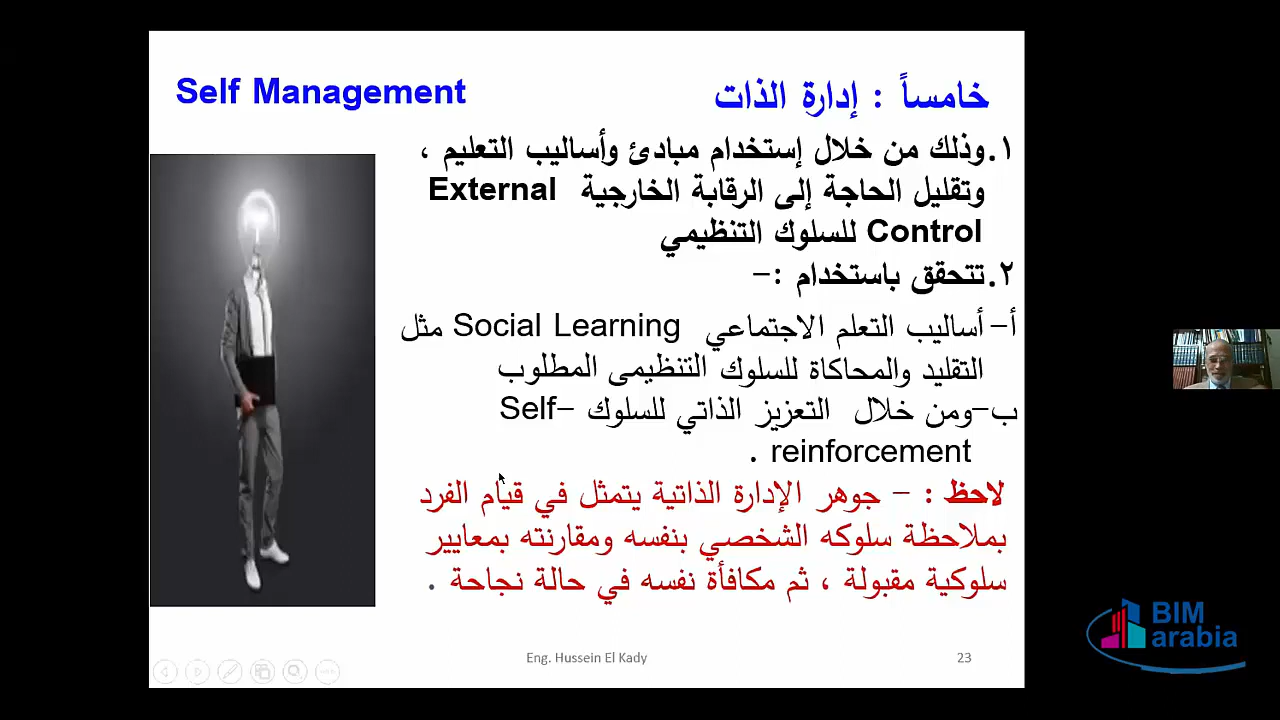 Self Management
خامساً : إدارة الذات
١.وذلك من خلال إستخدام مبادئ وأساليب التعليم ،
وتقليل الحاجة إلى الرقابة الخارجية External
Control للسلوك التنظيمي
٢.تتحقق باستخدام :–
أ– أساليب التعلم الاجتماعي Social Learning مثل
التقليد والمحاكاة للسلوك التنظيمى المطلوب
ب–ومن خلال التعزيز الذاتي للسلوك Self–
reinforcement .
لاحظ : – جوهر الإدارة الذاتية يتمثل في قيام الفرد
بملاحظة سلوكه الشخصي بنفسه ومقارنته بمعايير
سلوكية مقبولة ، ثم مكافأة نفسه في حالة نجاحة .
Eng. Hussein El Kady
23
BIM
arabia